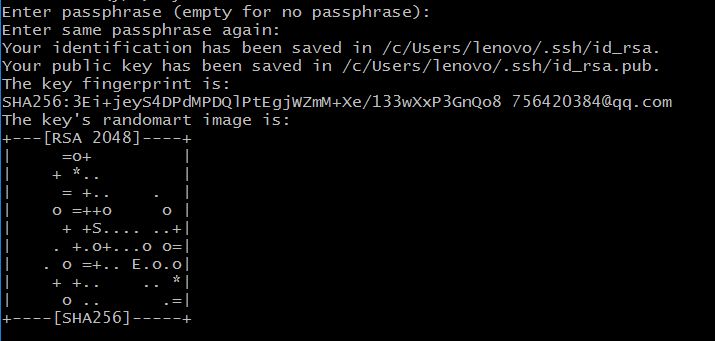 Enter passphrase (empty for no passphrase):
Enter same passphrase again:
Your identification has been saved in /c/Users/lenovo/.ssh/id_rsa.
Your public key has been saved in /c/Users/lenovo/.ssh/id_rsa.pub.
The key fingerprint is:
SHA256:3Ei+jeyS4DPdMPDQlPtEgjWZmM+Xe/133wXxP3GnQo8 756420384@qq.com
The key's randomart image is:
+---[RSA 2048]----+
|     =o+         |
|    + *..        |
|     = +..    .  |
|    o =++o     o |
|     + +S.... ..+|
|    . +.o+...o o=|
|   . o =+.. E.o.o|
|    + +..    .. *|
|     o ..      .=|
+----[SHA256]-----+